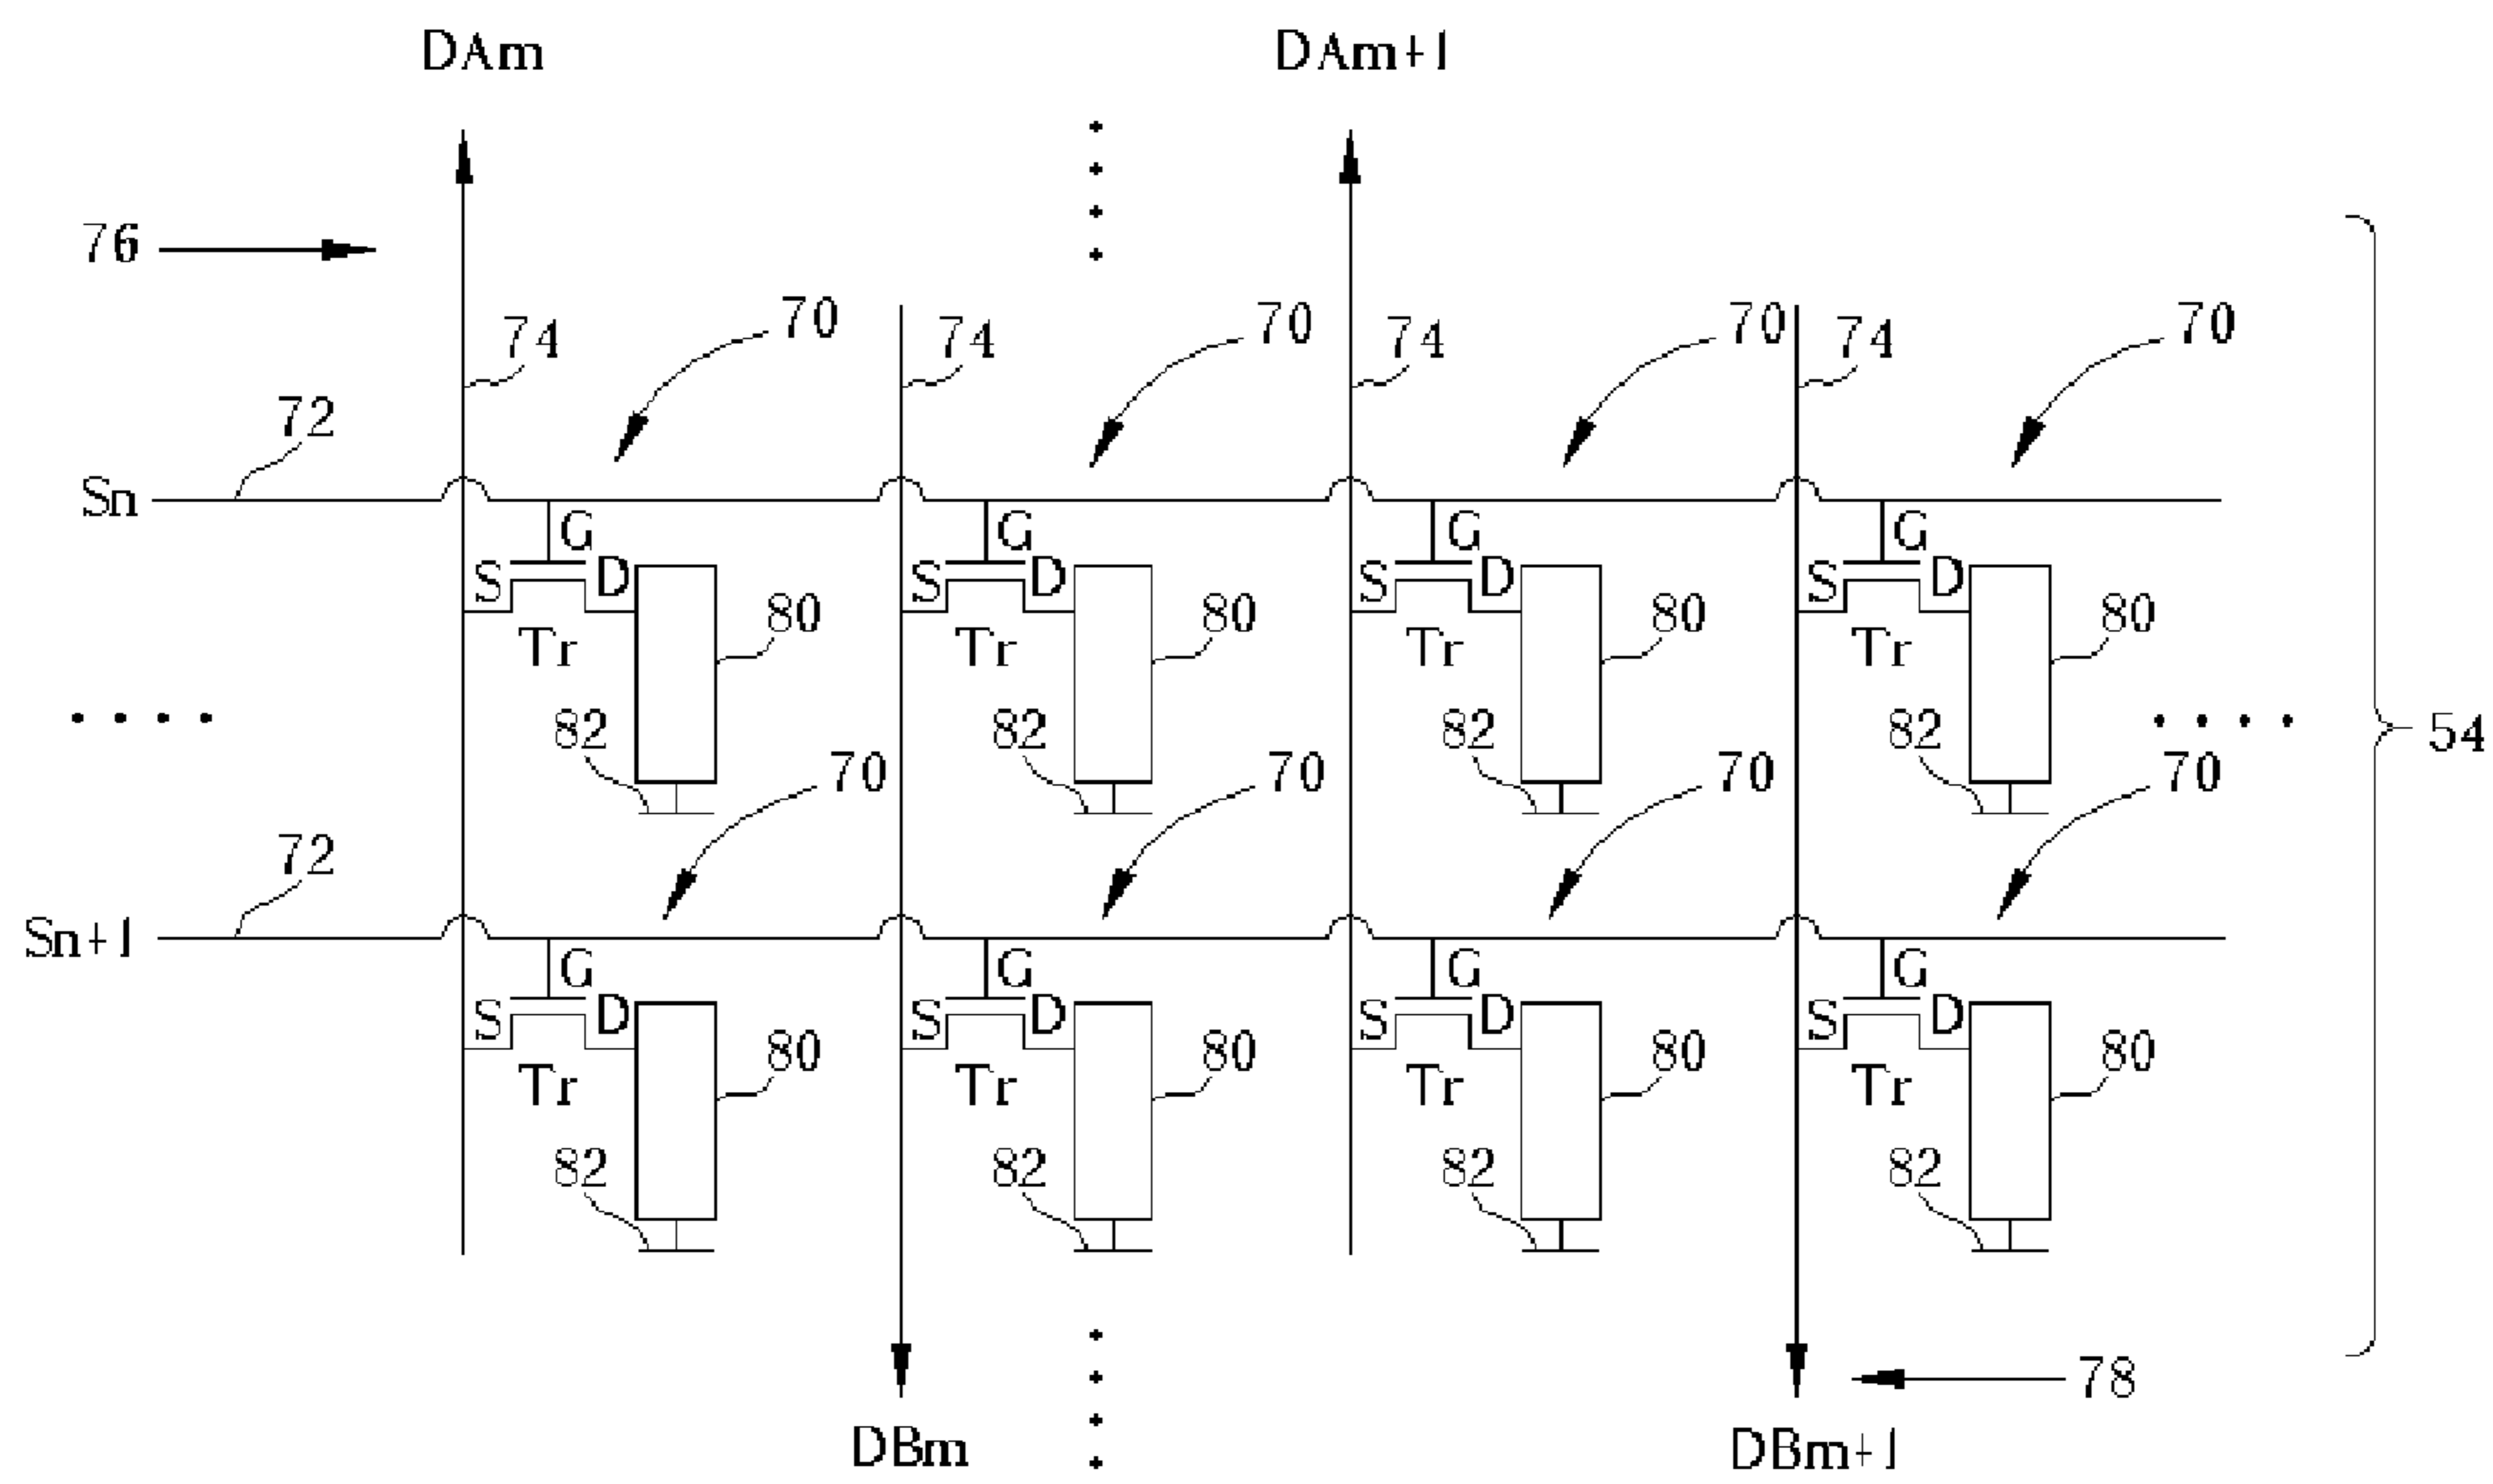 DAm DAm+1
76
70 70 70 70
74 74 74 74
72
Sn
G G G G
S D S D S D S D
80 80 80 80
Tr Tr Tr Tr
82 82 82 82
54
70 70 70 70
72
Sn+1
G G G G
S D S D S D S D
80 80 80 80
Tr Tr Tr Tr
82 82 82 82
78
DBm DBm+1